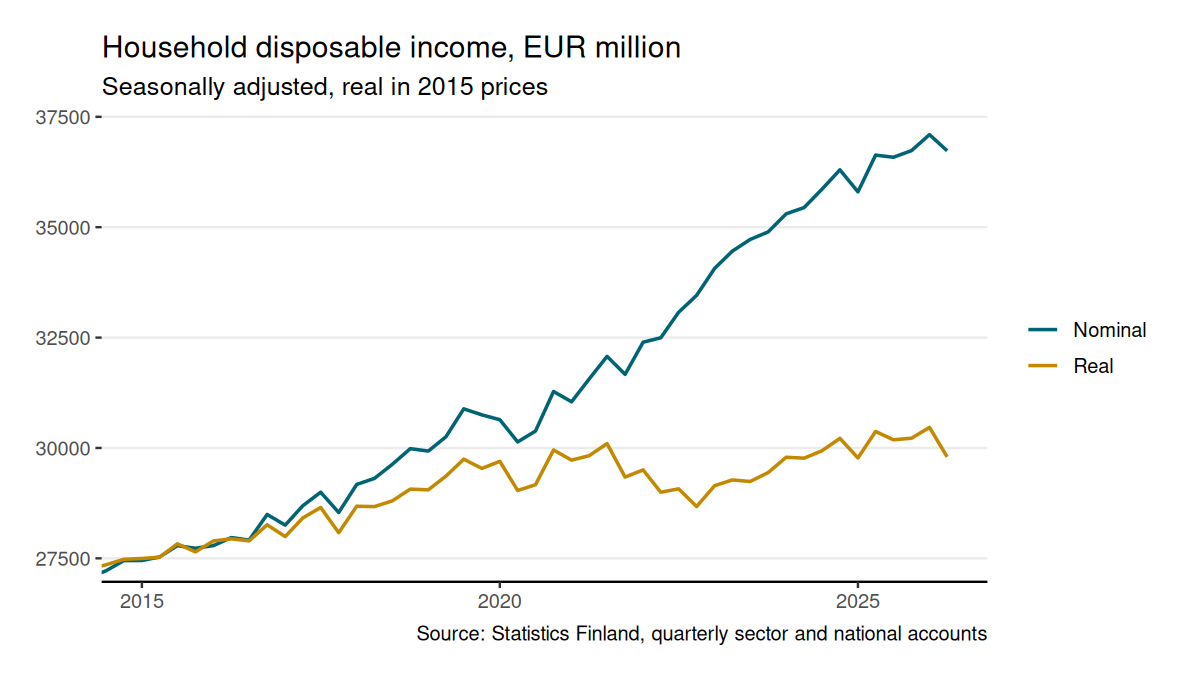 Household disposable income, EUR million
Seasonally adjusted, real in 2015 prices
37500
35000
32500
30000
27500
2015 2020 2025
Nominal
Real
Source: Statistics Finland, quarterly sector and national accounts